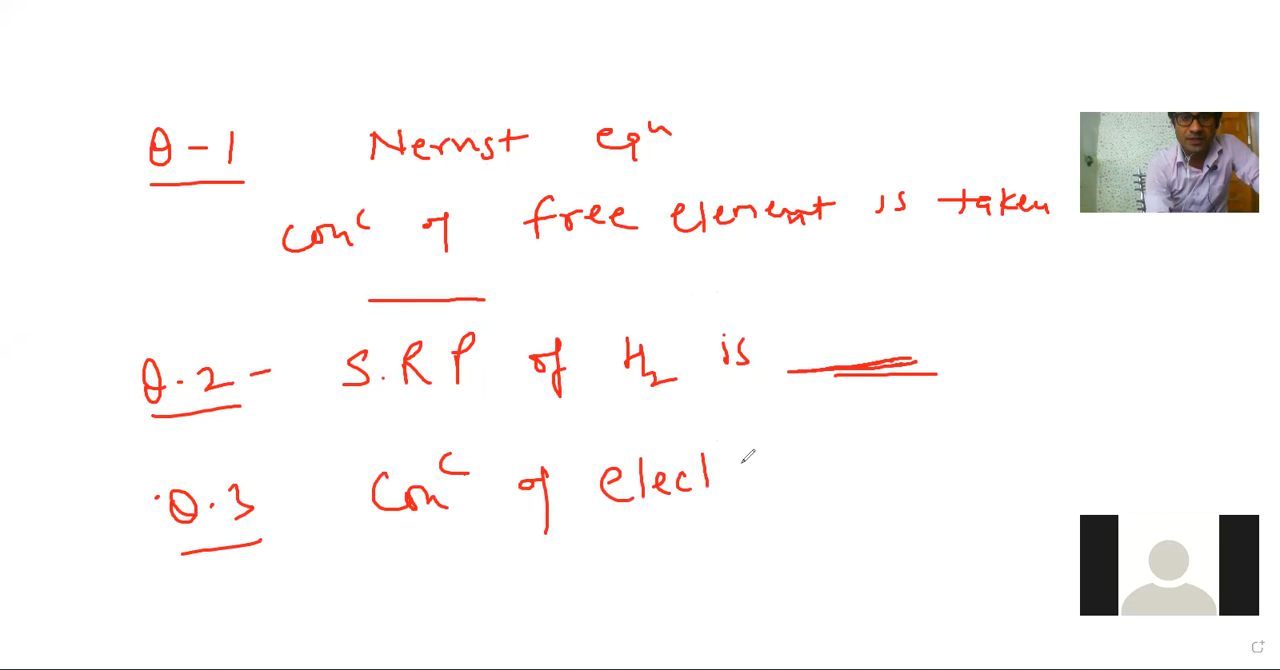 Q-1 Nernst eqⁿ
conᶜ of free element is taken
Q.2- S.R.P of H₂ is
Q.3 Conᶜ of elect